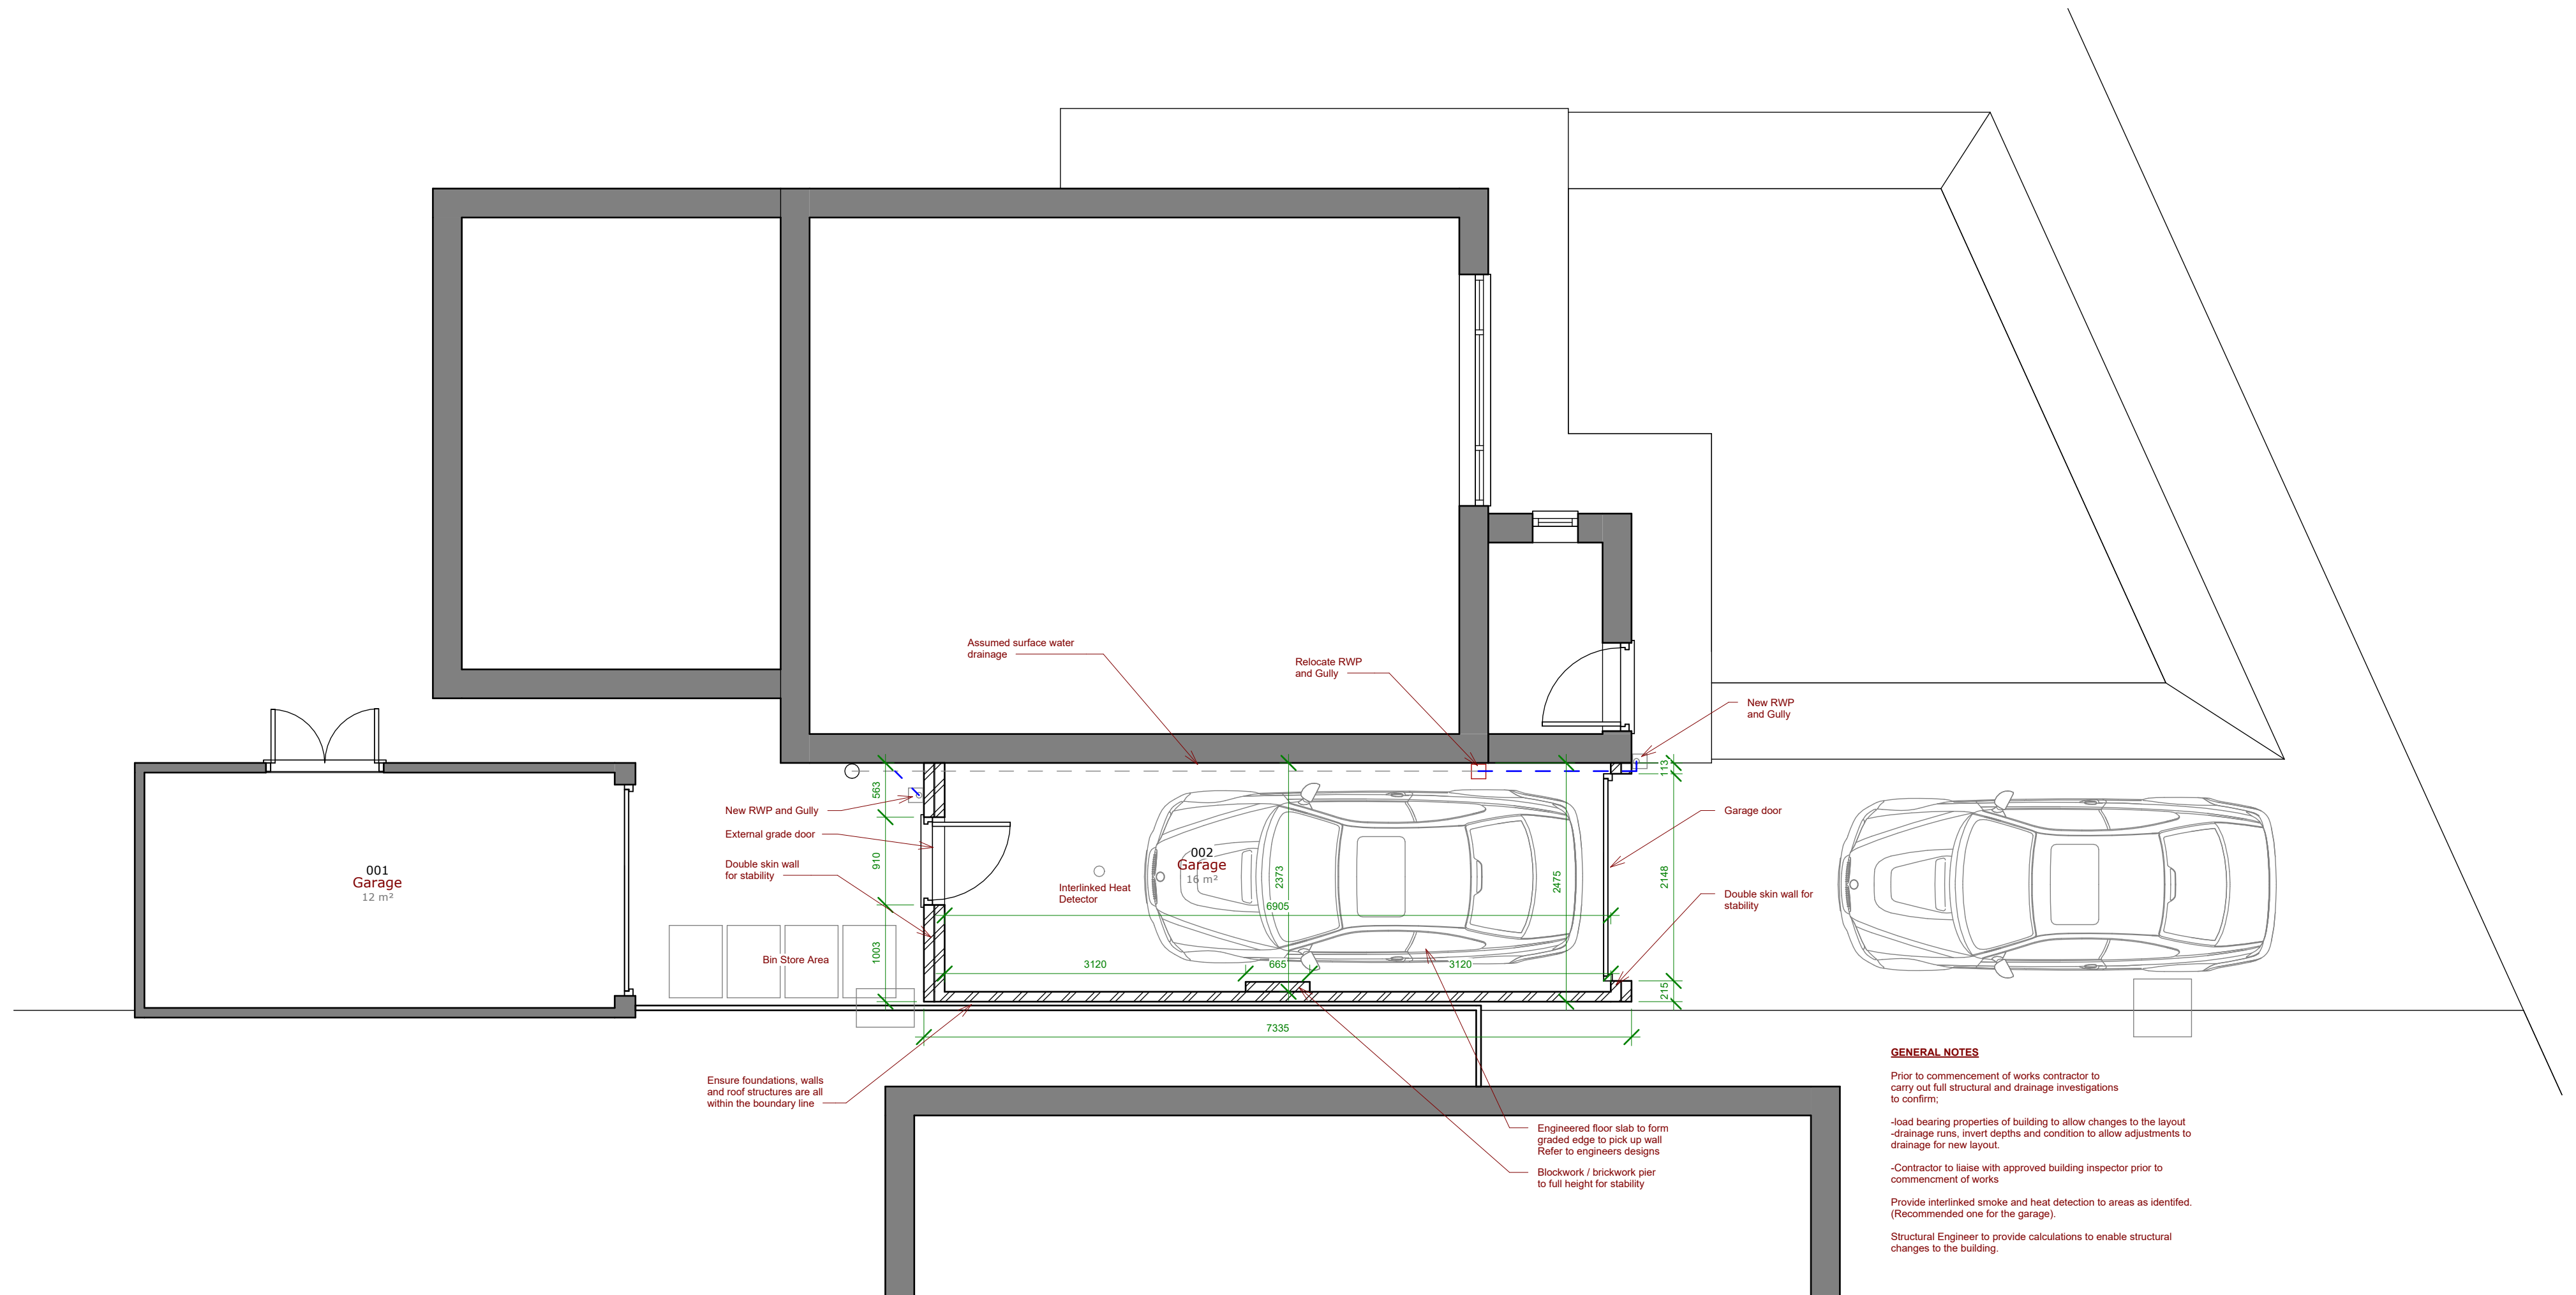 Assumed surface water
drainage
Relocate RWP
and Gully
New RWP
and Gully
113
563
New RWP and Gully
External grade door
910
Double skin wall
for stability
Interlinked Heat
Detector
002
Garage
16 m²
2373
2475
2148
Garage door
001
Garage
12 m²
6905
Double skin wall for
stability
Bin Store Area
1003
3120
665
3120
215
7335
Ensure foundations, walls
and roof structures are all
within the boundary line
Engineered floor slab to form
graded edge to pick up wall
Refer to engineers designs
Blockwork / brickwork pier
to full height for stability
GENERAL NOTES
Prior to commencement of works contractor to
carry out full structural and drainage investigations
to confirm;
-load bearing properties of building to allow changes to the layout
-drainage runs, invert depths and condition to allow adjustments to
drainage for new layout.
-Contractor to liaise with approved building inspector prior to
commencment of works
Provide interlinked smoke and heat detection to areas as identifed.
(Recommended one for the garage).
Structural Engineer to provide calculations to enable structural
changes to the building.